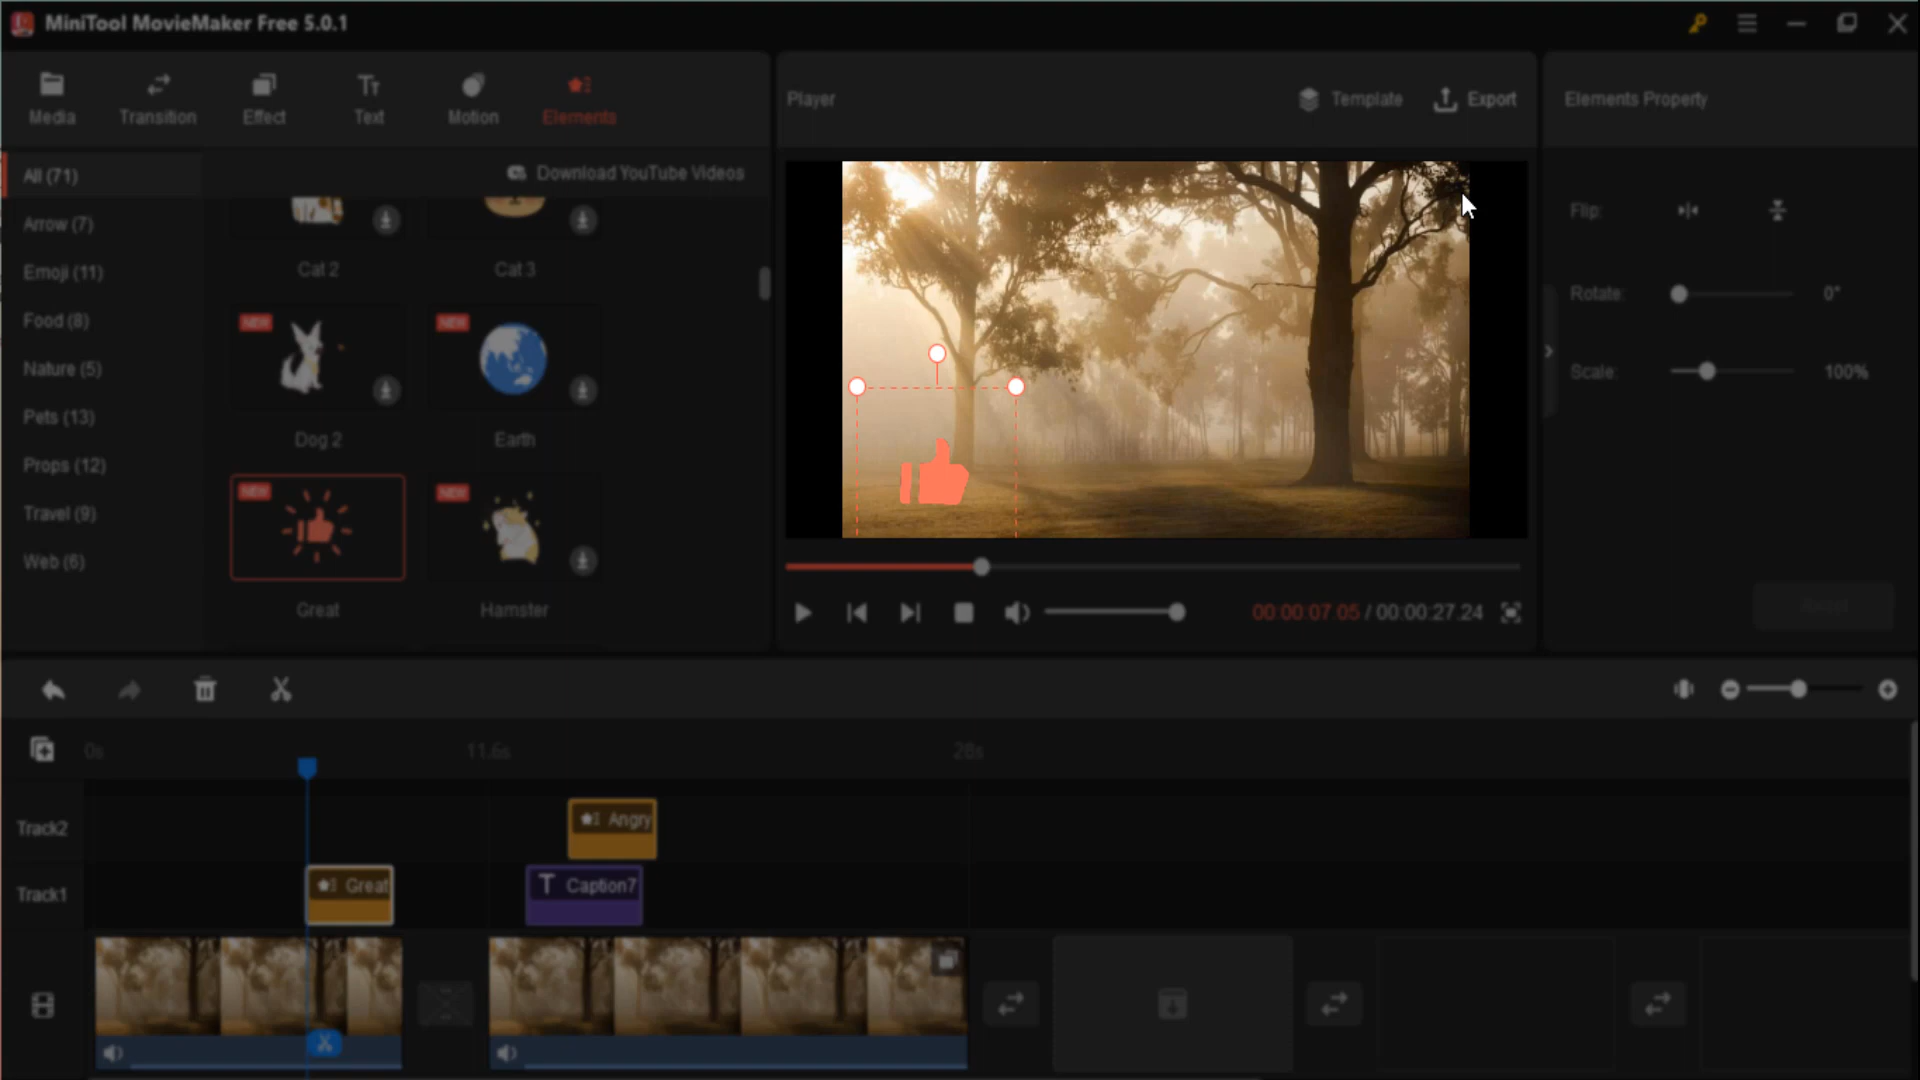 MiniTool MovieMaker Free 5.0.1
Media
Transition
Effect
Text
Motion
Elements
Player
Template
Export
Elements Property
All (71)
Download YouTube Videos
Arrow (7)
Emoji (11)
Food (8)
Nature (5)
Pets (13)
Props (12)
Travel (9)
Web (6)
Cat 2
Cat 3
NEW
NEW
Dog 2
Earth
NEW
NEW
Great
Hamster
Flip:
Rotate:
0°
Scale:
100%
00:00:07.05 / 00:00:27.24
0s
11.6s
28s
Track2
Angry
Track1
Great
Caption7